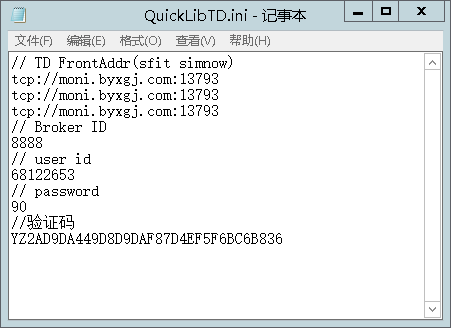 QuickLibTD.ini - 记事本
文件(F) 编辑(E) 格式(O) 查看(V) 帮助(H)
// TD FrontAddr(sfit simnow)
tcp://moni.byxgj.com:13793
tcp://moni.byxgj.com:13793
tcp://moni.byxgj.com:13793
// Broker ID
8888
// user id
68122653
// password
90
//验证码
YZ2AD9DA449D8D9DAF87D4EF5F6BC6B836